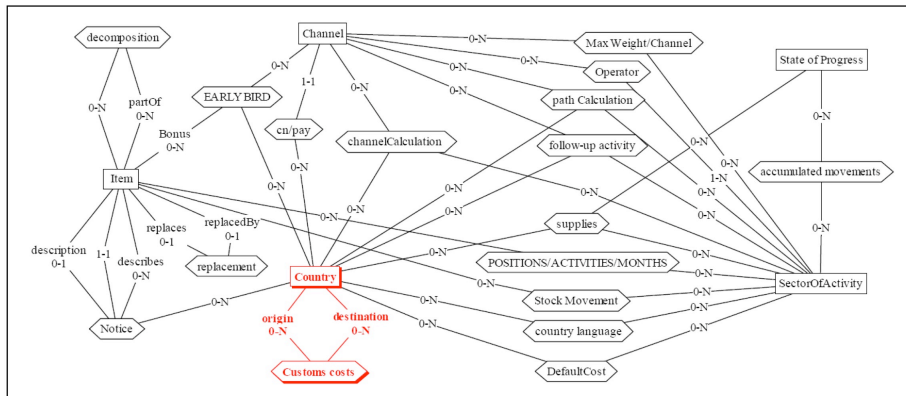 decomposition
Channel
0-N
Max Weight/Channel
State of Progress
0-N
Operator
0-N
0-N
0-N
0-N
1-1
0-N
EARLY BIRD
path Calculation
0-N
partOf
0-N
Bonus
0-N
cn/pay
channelCalculation
follow-up activity
0-N
0-N
Item
0-N
0-N
0-N
0-N
1-N
0-N
0-N
accumulated movements
0-N
0-N
0-N
replaces
0-1
replacedBy
0-1
supplies
0-N
0-N
description
0-1
1-1
describes
0-N
replacement
0-N
0-N
POSITIONS/ACTIVITIES/MONTHS
0-N
Country
SectorOfActivity
0-N
Stock Movement
0-N
0-N
0-N
origin
0-N
destination
0-N
0-N
country language
0-N
Notice
0-N
0-N
Customs costs
DefaultCost